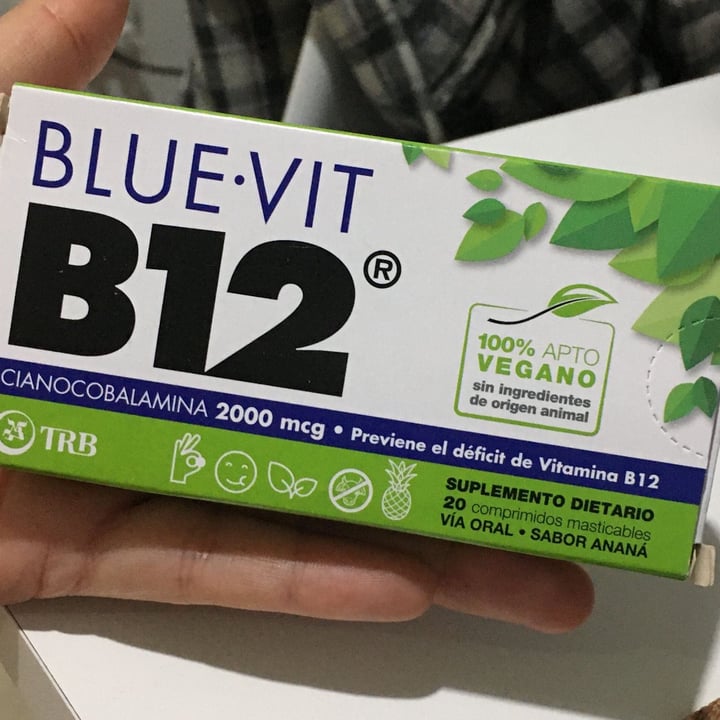 BLUE·VIT
B12®
100% APTO
VEGANO
sin ingredientes
de origen animal
CIANOCOBALAMINA 2000 mcg • Previene el déficit de Vitamina B12
TRB
SUPLEMENTO DIETARIO
20 comprimidos masticables
VÍA ORAL • SABOR ANANÁ